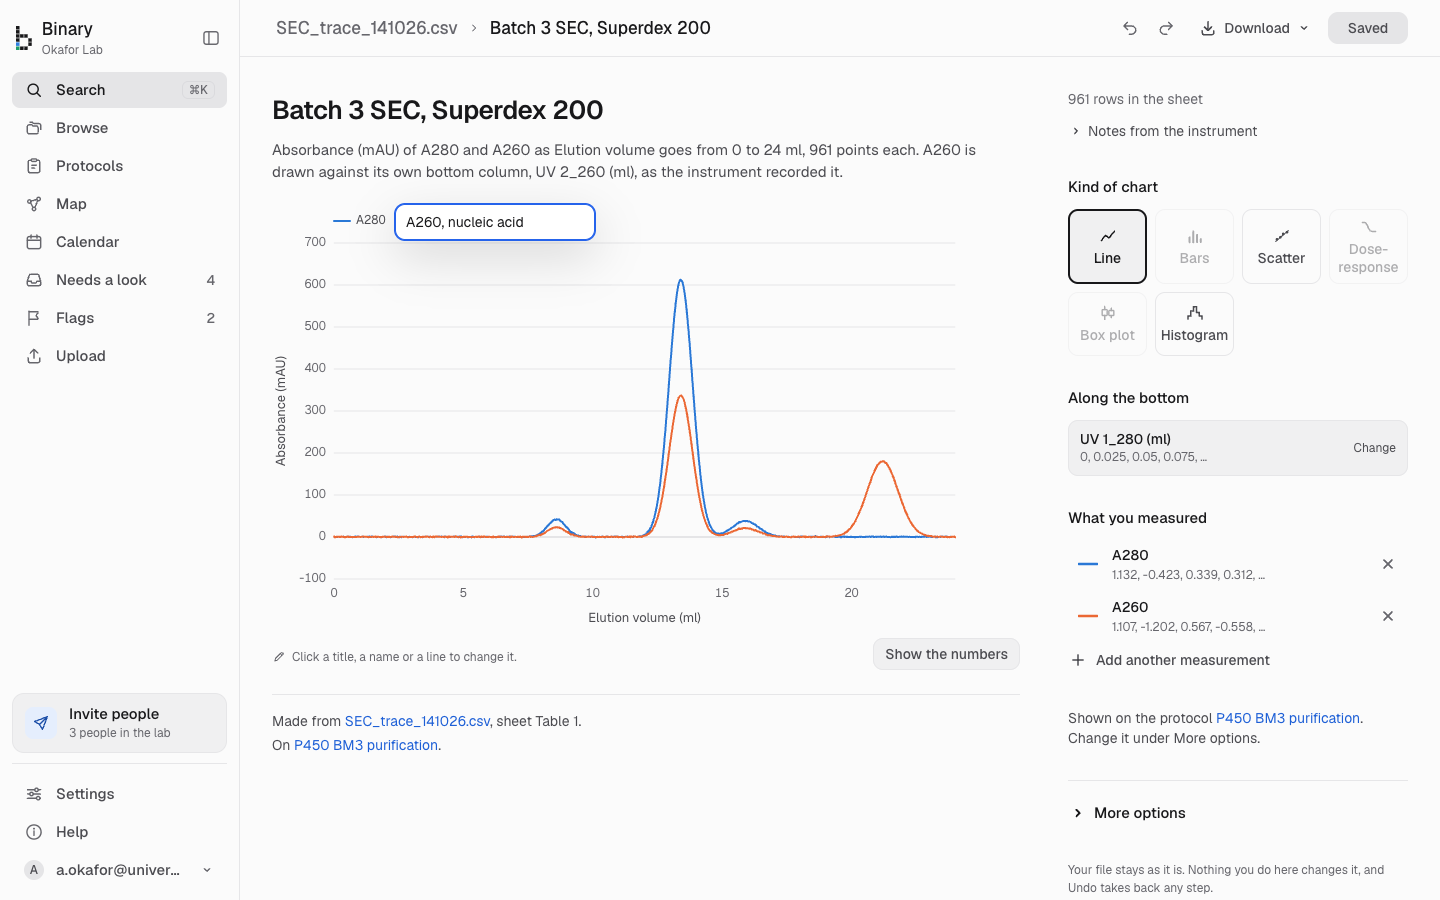 Binary
Okafor Lab
Search ⌘K
Browse
Protocols
Map
Calendar
Needs a look 4
Flags 2
Upload
Invite people
3 people in the lab
Settings
Help
A a.okafor@univer...
SEC_trace_141026.csv › Batch 3 SEC, Superdex 200
Download
Saved
Batch 3 SEC, Superdex 200
Absorbance (mAU) of A280 and A260 as Elution volume goes from 0 to 24 ml, 961 points each. A260 is
drawn against its own bottom column, UV 2_260 (ml), as the instrument recorded it.
A280
A260, nucleic acid
700
600
500
400
300
200
100
0
-100
Absorbance (mAU)
0 5 10 15 20
Elution volume (ml)
Click a title, a name or a line to change it.
Show the numbers
Made from SEC_trace_141026.csv, sheet Table 1.
On P450 BM3 purification.
961 rows in the sheet
Notes from the instrument
Kind of chart
Line
Bars
Scatter
Dose-
response
Box plot
Histogram
Along the bottom
UV 1_280 (ml)
0, 0.025, 0.05, 0.075, ...
Change
What you measured
A280
1.132, -0.423, 0.339, 0.312, ...
A260
1.107, -1.202, 0.567, -0.558, ...
Add another measurement
Shown on the protocol P450 BM3 purification.
Change it under More options.
More options
Your file stays as it is. Nothing you do here changes it, and
Undo takes back any step.